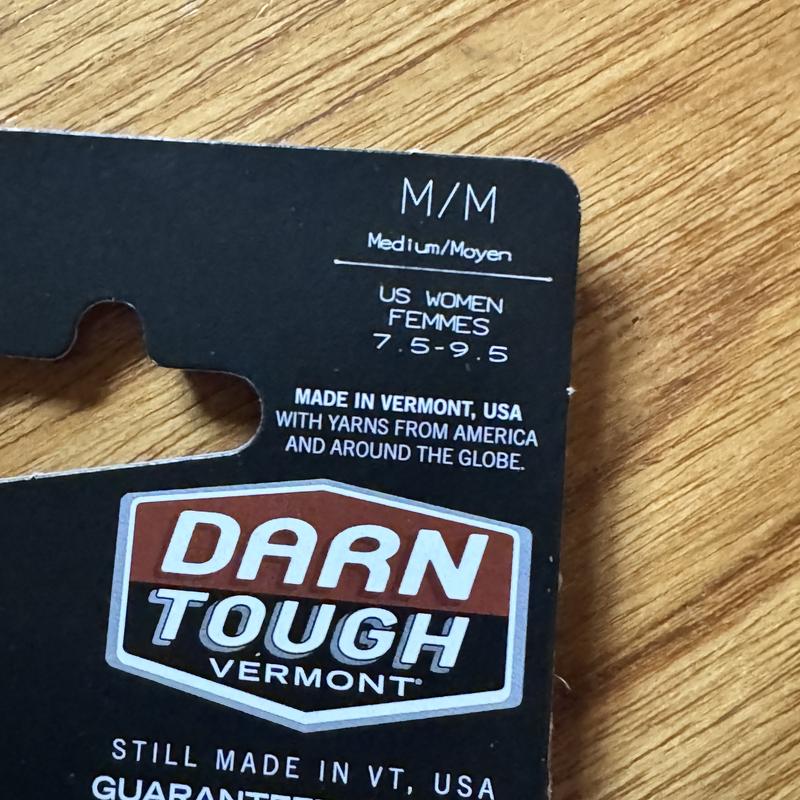 M/M
Medium/Moyen
US WOMEN
FEMMES
7.5-9.5
MADE IN VERMONT, USA
WITH YARNS FROM AMERICA
AND AROUND THE GLOBE.
DARN
TOUGH
VERMONT®
STILL MADE IN VT, USA